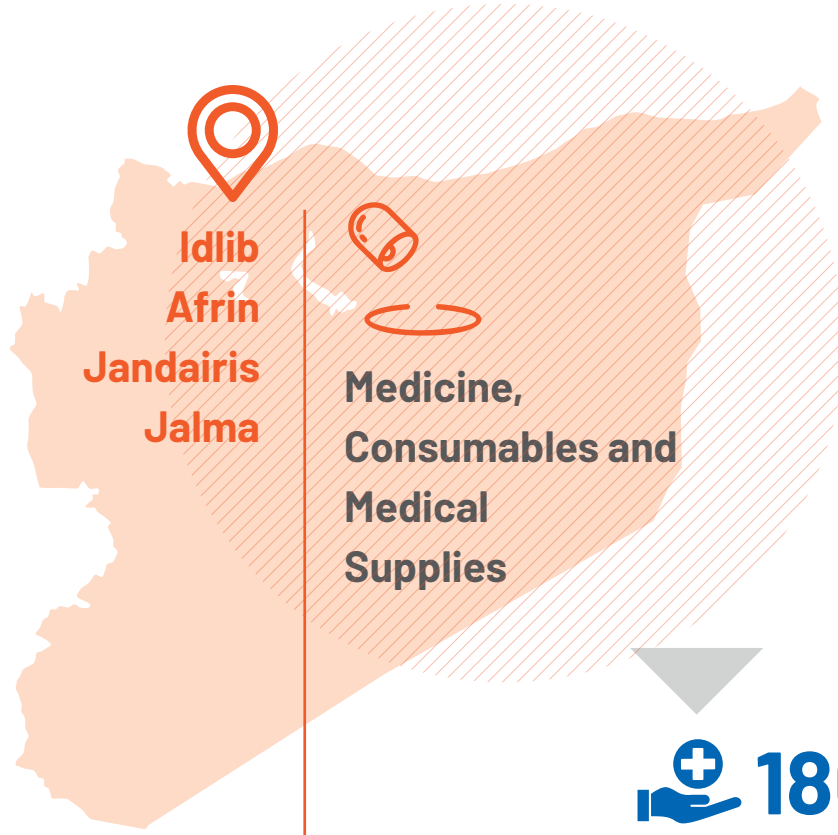 Idlib
Afrin
Jandairis
Jalma
Medicine,
Consumables and
Medical
Supplies